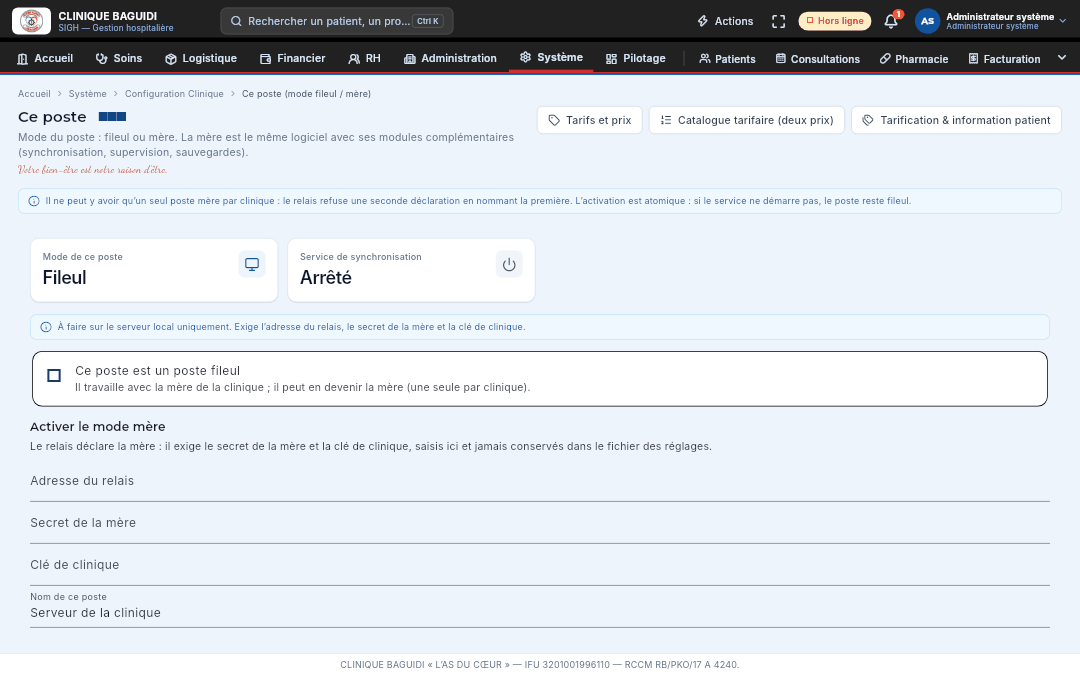 CLINIQUE BAGUIDI
SIGH — Gestion hospitalière
Rechercher un patient, un pro... Ctrl K
Actions
Hors ligne
1
AS
Administrateur système
Administrateur système
Accueil
Soins
Logistique
Financier
RH
Administration
Système
Pilotage
Patients
Consultations
Pharmacie
Facturation
Accueil > Système > Configuration Clinique > Ce poste (mode fileul / mère)
Ce poste
Mode du poste : fileul ou mère. La mère est le même logiciel avec ses modules complémentaires
(synchronisation, supervision, sauvegardes).
Votre bien-être est notre raison d'être.
Tarifs et prix
Catalogue tarifaire (deux prix)
Tarification & information patient
Il ne peut y avoir qu'un seul poste mère par clinique : le relais refuse une seconde déclaration en nommant la première. L'activation est atomique : si le service ne démarre pas, le poste reste fileul.
Mode de ce poste
Fileul
Service de synchronisation
Arrêté
À faire sur le serveur local uniquement. Exige l'adresse du relais, le secret de la mère et la clé de clinique.
Ce poste est un poste fileul
Il travaille avec la mère de la clinique ; il peut en devenir la mère (une seule par clinique).
Activer le mode mère
Le relais déclare la mère : il exige le secret de la mère et la clé de clinique, saisis ici et jamais conservés dans le fichier des réglages.
Adresse du relais
Secret de la mère
Clé de clinique
Nom de ce poste
Serveur de la clinique
CLINIQUE BAGUIDI « L'AS DU CŒUR » — IFU 3201001996110 — RCCM RB/PKO/17 A 4240.